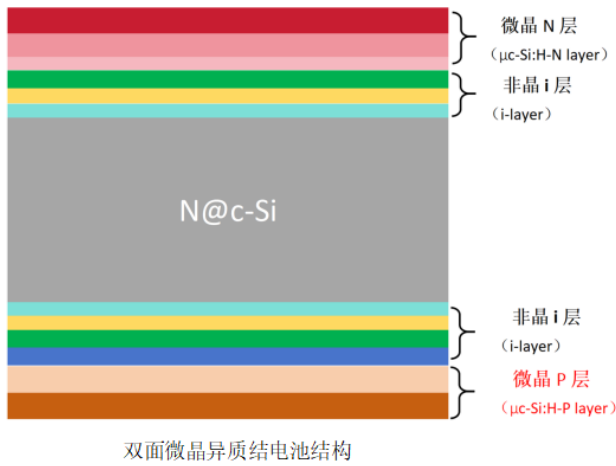 微晶 N 层
（μc-Si:H-N layer）
非晶 i 层
（i-layer）
N@c-Si
非晶 i 层
（i-layer）
微晶 P 层
（μc-Si:H-P layer）
双面微晶异质结电池结构